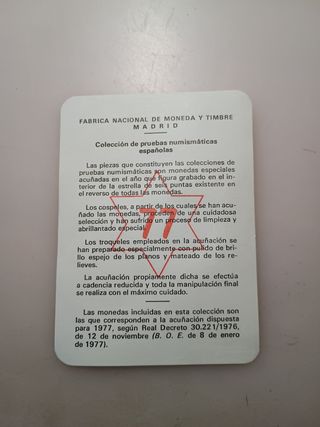 FABRICA NACIONAL DE MONEDA Y TIMBRE
MADRID
Colección de pruebas numismáticas
españolas
Las piezas que constituyen las colecciones de
pruebas numismáticas son monedas especiales
acuñadas en el año que figura grabado en el in-
terior de la estrella de seis puntas existente en
el reverso de todas las monedas.
Los cospeles, a partir de los cuales se han acu-
ñado las monedas, proceden de una cuidadosa
selección y han sufrido un proceso de limpieza y
abrillantado especial.
77
Los troqueles empleados en la acuñación se
han preparado especialmente con pulido de bri-
llo espejo de los planos y mateado de los re-
lieves.
La acuñación propiamente dicha se efectúa
a cadencia reducida y toda la manipulación final
se realiza con el máximo cuidado.
Las monedas incluidas en esta colección son
las que corresponden a la acuñación dispuesta
para 1977, según Real Decreto 30.221/1976,
de 12 de noviembre (B. O. E. de 8 de enero
de 1977).